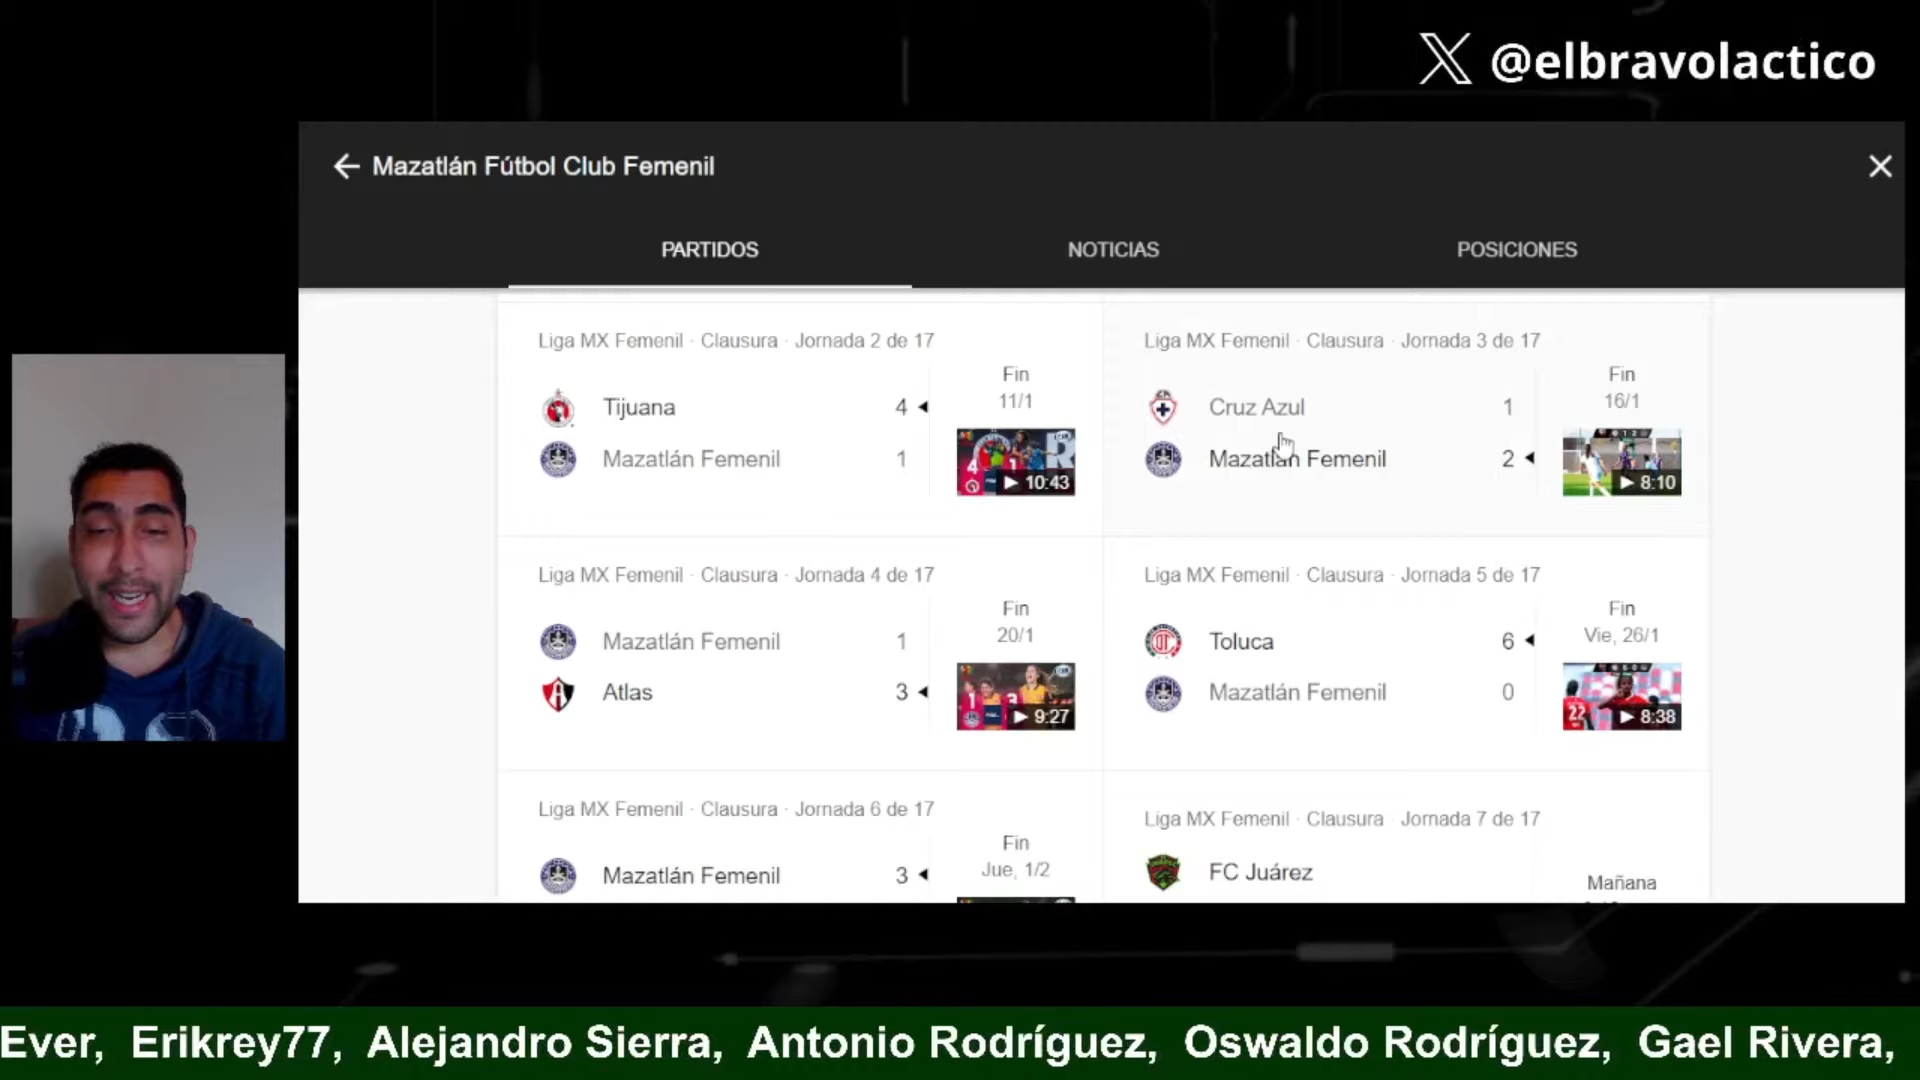 @elbravolactico
Mazatlán Fútbol Club Femenil
PARTIDOS
NOTICIAS
POSICIONES
Liga MX Femenil · Clausura · Jornada 2 de 17
Fin
11/1
Tijuana 4
Mazatlán Femenil 1
10:43
Liga MX Femenil · Clausura · Jornada 3 de 17
Fin
16/1
Cruz Azul 1
Mazatlán Femenil 2
8:10
Liga MX Femenil · Clausura · Jornada 4 de 17
Fin
20/1
Mazatlán Femenil 1
Atlas 3
9:27
Liga MX Femenil · Clausura · Jornada 5 de 17
Fin
Vie, 26/1
Toluca 6
Mazatlán Femenil 0
8:38
Liga MX Femenil · Clausura · Jornada 6 de 17
Fin
Jue, 1/2
Mazatlán Femenil 3
Liga MX Femenil · Clausura · Jornada 7 de 17
FC Juárez
Mañana
Ever, Erikrey77, Alejandro Sierra, Antonio Rodríguez, Oswaldo Rodríguez, Gael Rivera,